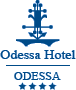 Odessa Hotel
ODESSA
★★★★